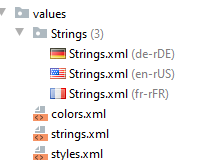 values
Strings (3)
Strings.xml (de-rDE)
Strings.xml (en-rUS)
Strings.xml (fr-rFR)
colors.xml
strings.xml
styles.xml